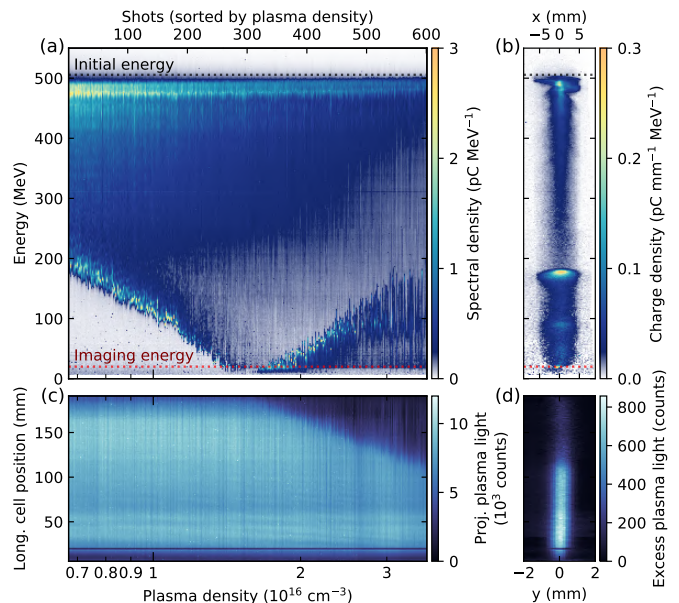 Shots (sorted by plasma density)
100 200 300 400 500 600
x (mm)
−5 0 5
(a)
(b)
Initial energy
Imaging energy
Energy (MeV)
500
400
300
200
100
0
3
2
1
0
Spectral density (pC MeV⁻¹)
0.3
0.2
0.1
0.0
Charge density (pC mm⁻¹ MeV⁻¹)
(c)
(d)
Long. cell position (mm)
150
100
50
10
5
0
Proj. plasma light
(10³ counts)
800
600
400
200
0
Excess plasma light (counts)
0.7 0.8 0.9 1 2 3
Plasma density (10¹⁶ cm⁻³)
−2 0 2
y (mm)